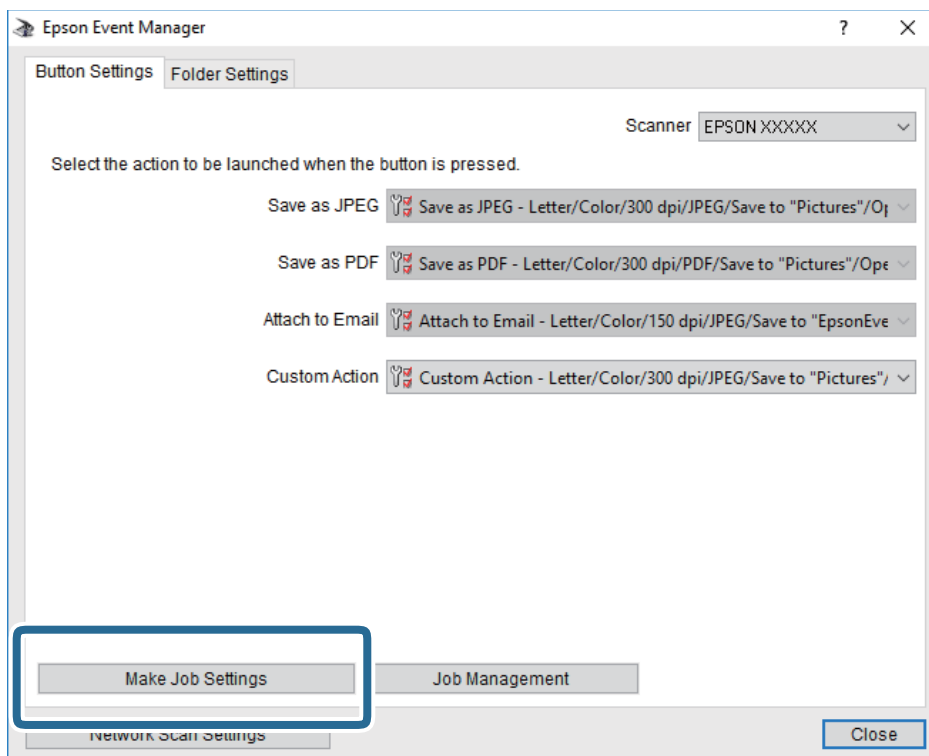 Epson Event Manager
Button Settings Folder Settings
Scanner EPSON XXXXX
Select the action to be launched when the button is pressed.
Save as JPEG Save as JPEG - Letter/Color/300 dpi/JPEG/Save to "Pictures"/Op
Save as PDF Save as PDF - Letter/Color/300 dpi/PDF/Save to "Pictures"/Ope
Attach to Email Attach to Email - Letter/Color/150 dpi/JPEG/Save to "EpsonEve
Custom Action Custom Action - Letter/Color/300 dpi/JPEG/Save to "Pictures"/
Make Job Settings Job Management
Network Scan Settings Close